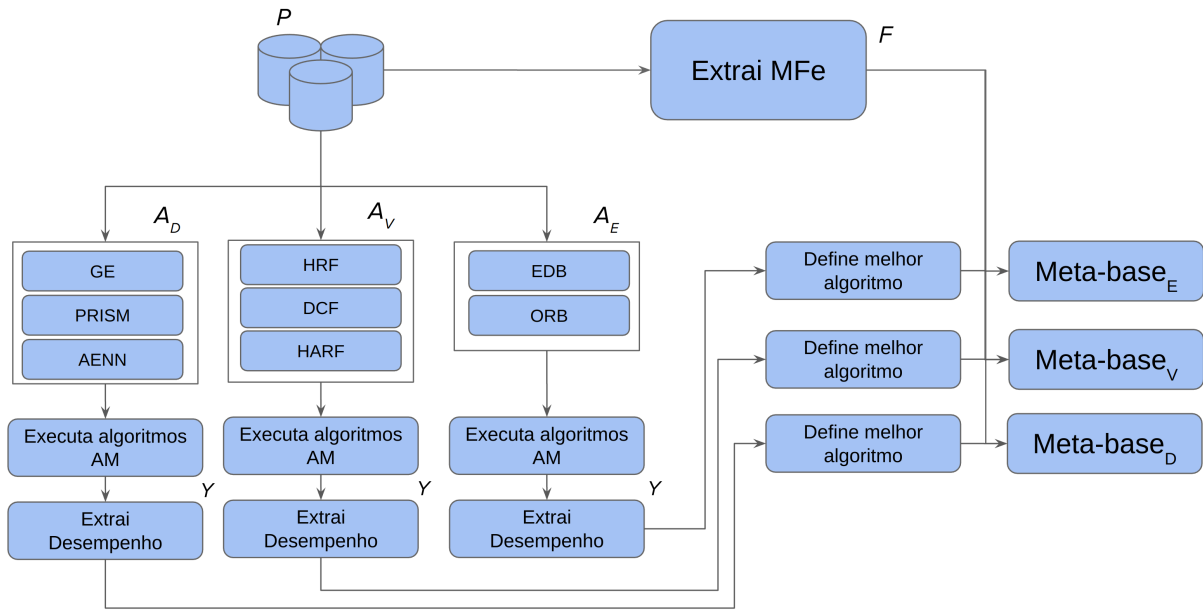 P
Extrai MFe
F
A_D
GE
PRISM
AENN
Executa algoritmos
AM
Y
Extrai
Desempenho
A_V
HRF
DCF
HARF
Executa algoritmos
AM
Y
Extrai
Desempenho
A_E
EDB
ORB
Executa algoritmos
AM
Y
Extrai
Desempenho
Define melhor
algoritmo
Meta-base_E
Define melhor
algoritmo
Meta-base_V
Define melhor
algoritmo
Meta-base_D